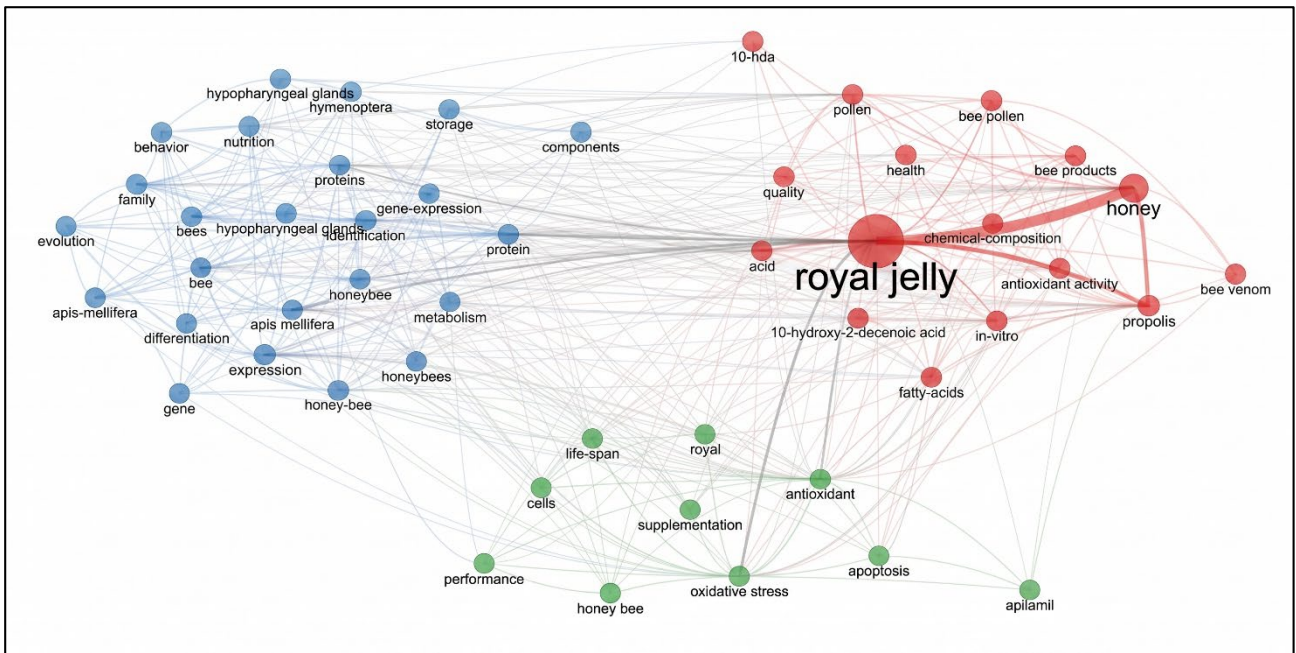 10-hda
hypopharyngeal glands
hymenoptera
pollen
bee pollen
storage
nutrition
behavior
components
health
bee products
proteins
quality
family
gene-expression
honey
bees
hypopharyngeal glands
identification
evolution
protein
chemical-composition
acid
royal jelly
bee
honeybee
antioxidant activity
bee venom
apis-mellifera
apis mellifera
metabolism
propolis
differentiation
10-hydroxy-2-decenoic acid
in-vitro
expression
honeybees
fatty-acids
gene
honey-bee
life-span
royal
antioxidant
cells
supplementation
performance
apoptosis
oxidative stress
honey bee
apilamil